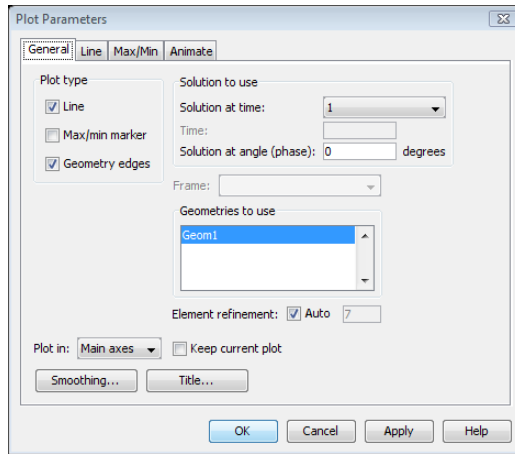 Plot Parameters
General Line Max/Min Animate
Plot type
Line
Max/min marker
Geometry edges
Solution to use
Solution at time: 1
Time:
Solution at angle (phase): 0 degrees
Frame:
Geometries to use
Geom1
Element refinement: Auto 7
Plot in: Main axes Keep current plot
Smoothing... Title...
OK Cancel Apply Help